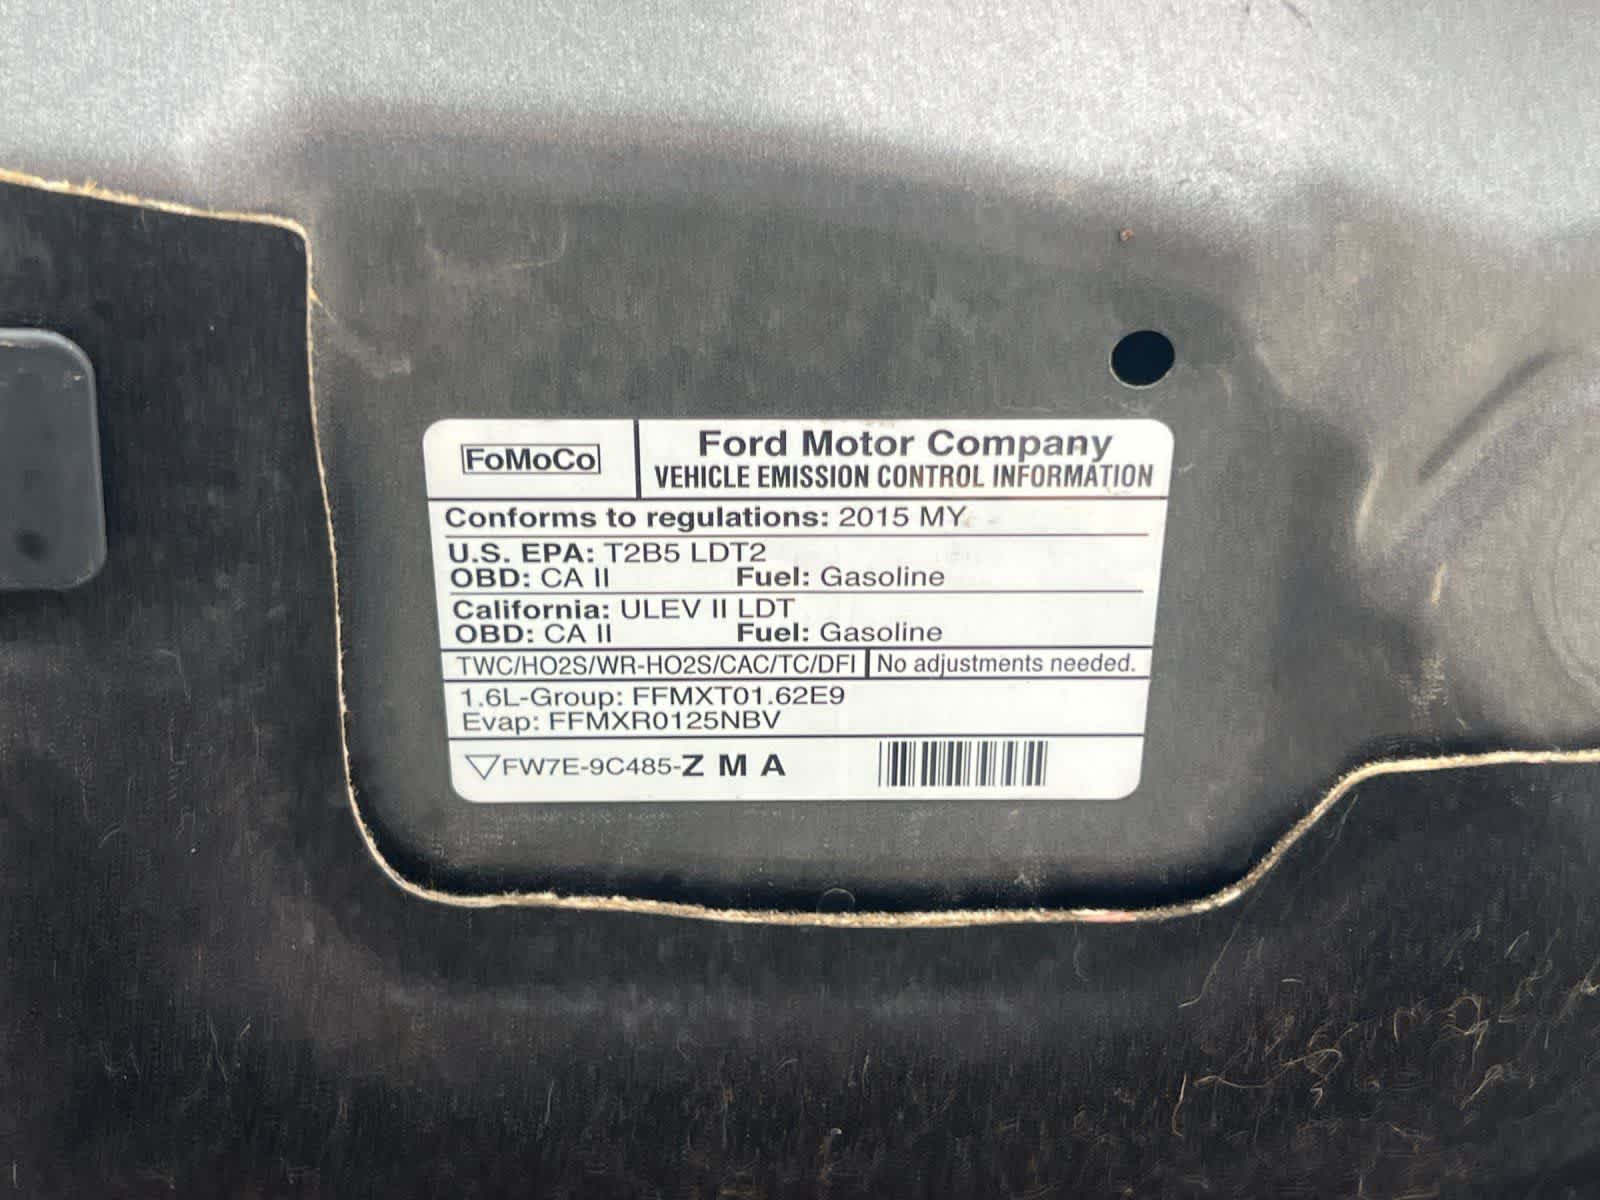 FoMoCo
Ford Motor Company
VEHICLE EMISSION CONTROL INFORMATION
Conforms to regulations: 2015 MY
U.S. EPA: T2B5 LDT2
OBD: CA II Fuel: Gasoline
California: ULEV II LDT
OBD: CA II Fuel: Gasoline
TWC/HO2S/WR-HO2S/CAC/TC/DFI No adjustments needed.
1.6L-Group: FFMXT01.62E9
Evap: FFMXR0125NBV
FW7E-9C485-Z M A